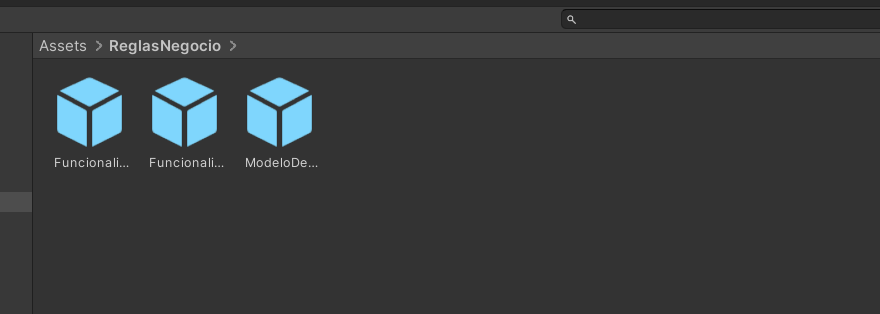 Assets > ReglasNegocio >
Funcionali... Funcionali... ModeloDe...